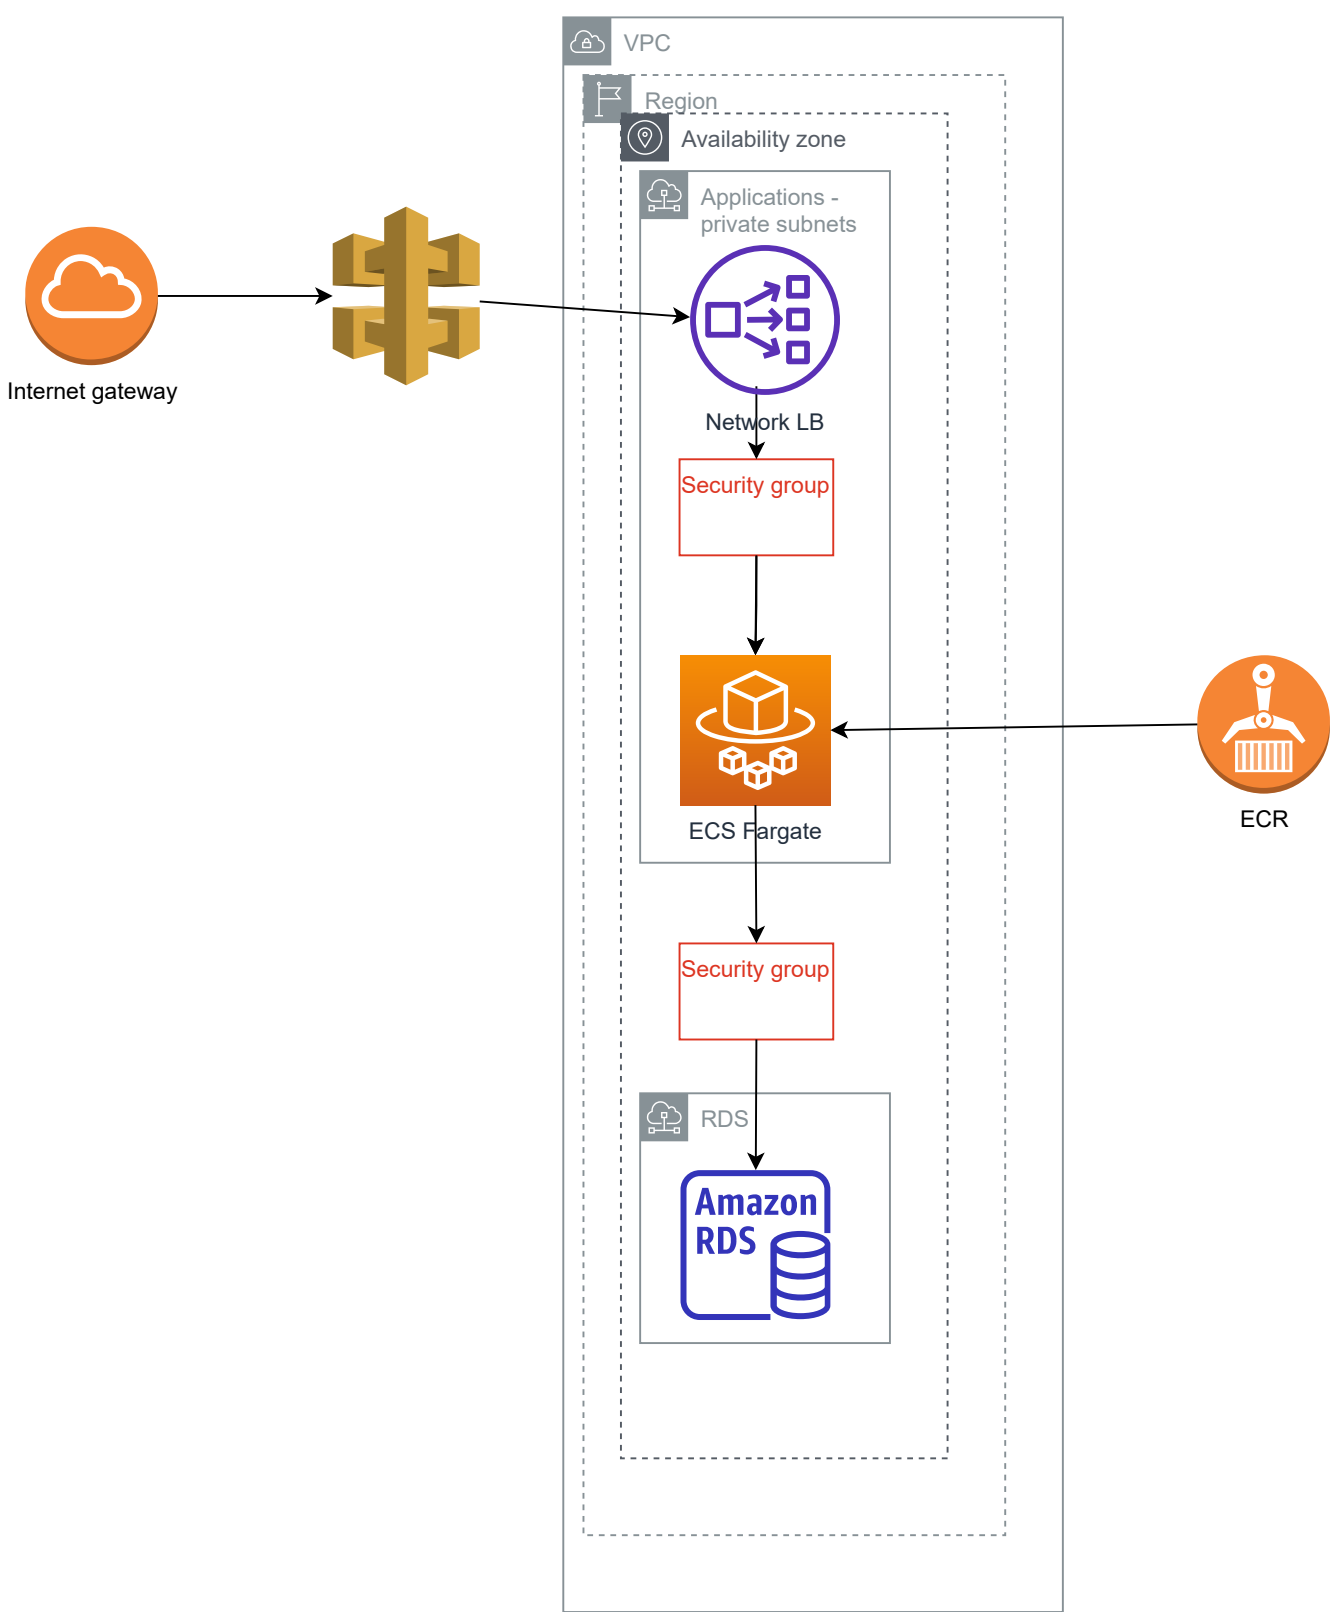 VPC
Region
Availability zone
Applications -
private subnets
Internet gateway
Network LB
Security group
ECS Fargate
ECR
Security group
RDS
Amazon
RDS